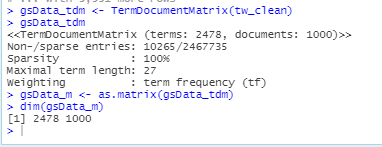 > gsData_tdm <- TermDocumentMatrix(tw_clean)
> gsData_tdm
<<TermDocumentMatrix (terms: 2478, documents: 1000)>>
Non-/sparse entries: 10265/2467735
Sparsity           : 100%
Maximal term length: 27
Weighting          : term frequency (tf)
> gsData_m <- as.matrix(gsData_tdm)
> dim(gsData_m)
[1] 2478 1000
>